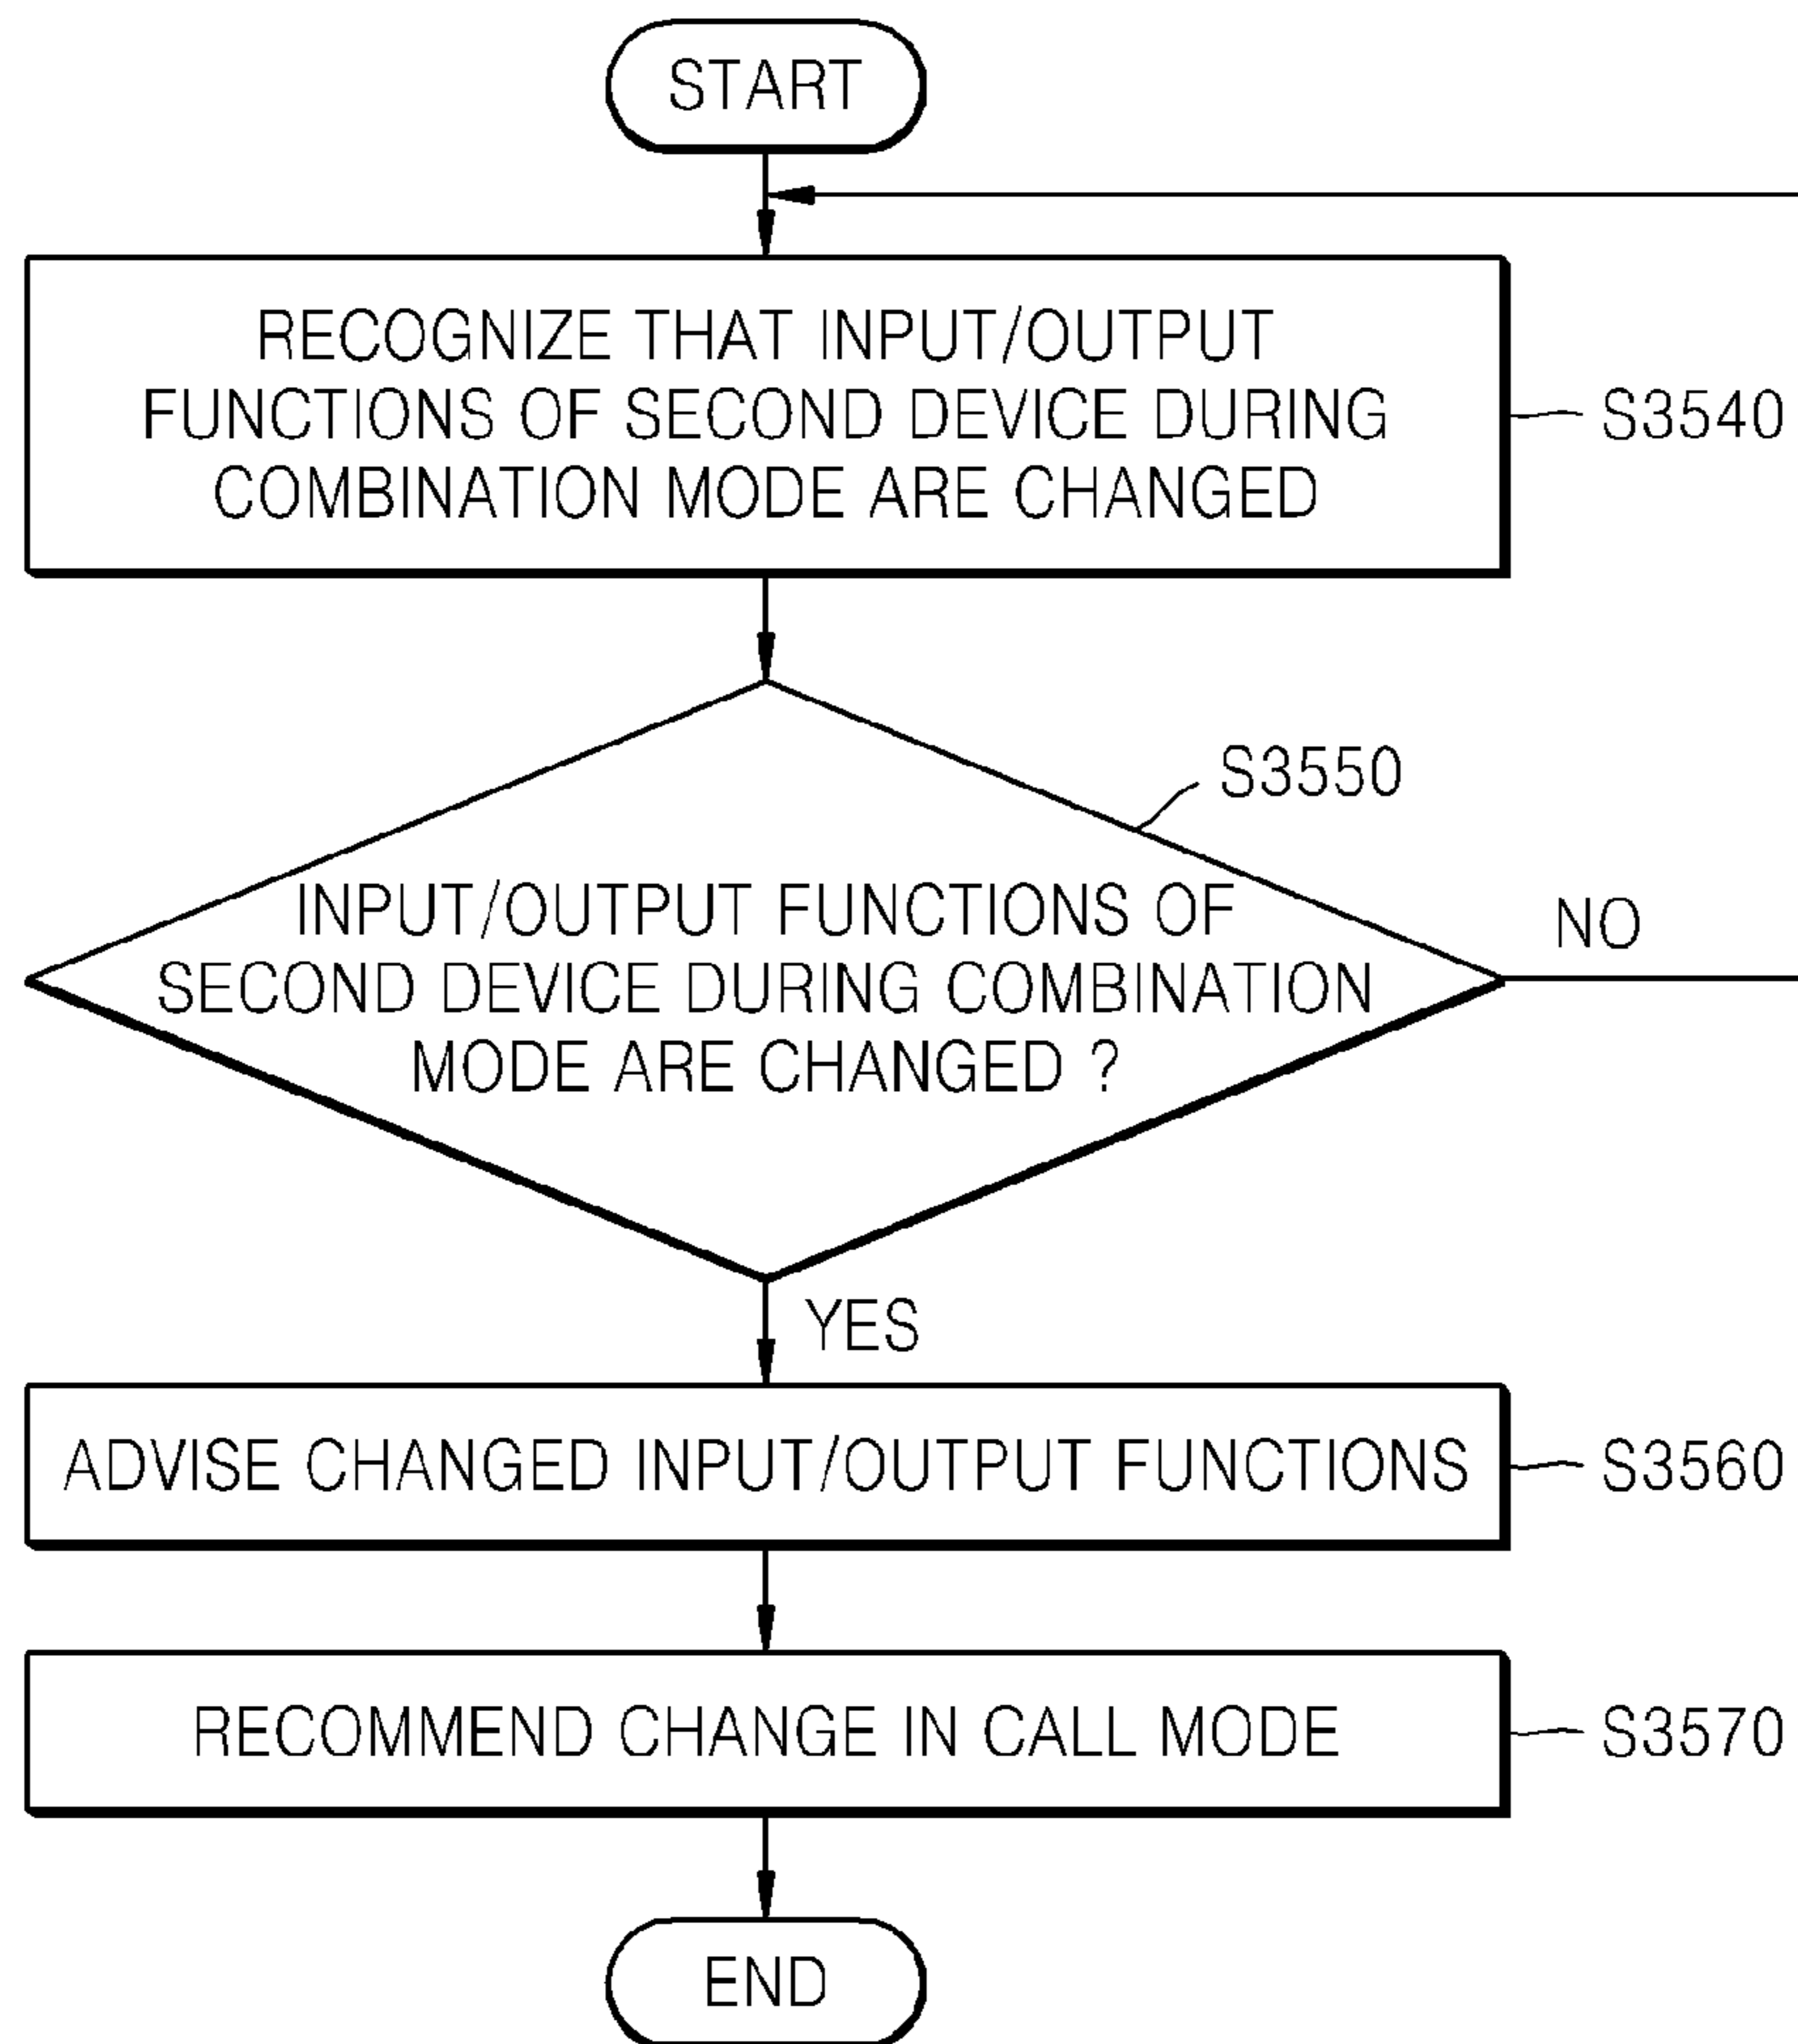 START
RECOGNIZE THAT INPUT/OUTPUT
FUNCTIONS OF SECOND DEVICE DURING
COMBINATION MODE ARE CHANGED
S3540
S3550
INPUT/OUTPUT FUNCTIONS OF
SECOND DEVICE DURING COMBINATION
MODE ARE CHANGED ?
NO
YES
ADVISE CHANGED INPUT/OUTPUT FUNCTIONS
S3560
RECOMMEND CHANGE IN CALL MODE
S3570
END